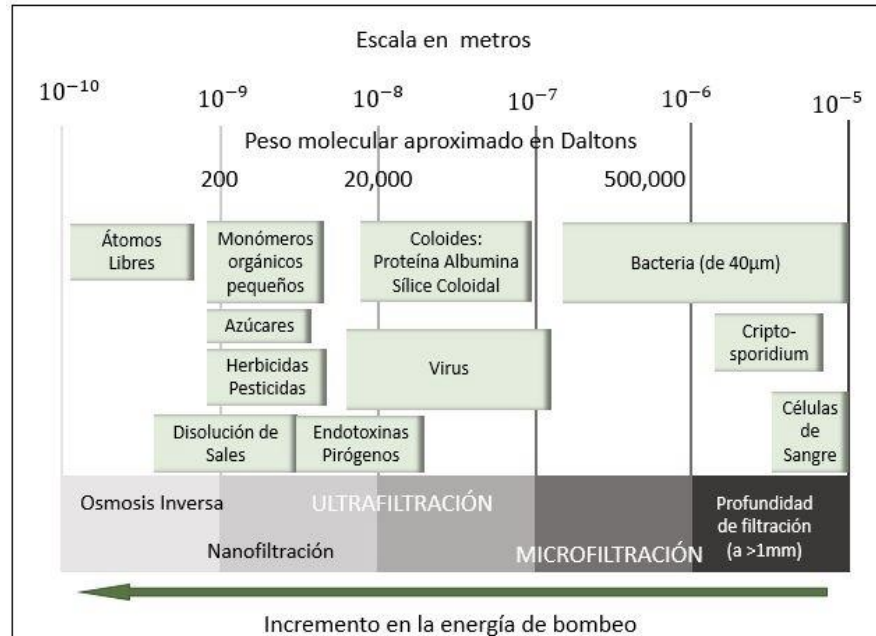 Escala en metros
10⁻¹⁰ 10⁻⁹ 10⁻⁸ 10⁻⁷ 10⁻⁶ 10⁻⁵
Peso molecular aproximado en Daltons
200 20,000 500,000
Átomos
Libres
Monómeros
orgánicos
pequeños
Coloides:
Proteína Albumina
Sílice Coloidal
Bacteria (de 40μm)
Azúcares
Herbicidas
Pesticidas
Virus
Cripto-
sporidium
Disolución de
Sales
Endotoxinas
Pirógenos
Células
de
Sangre
Osmosis Inversa
Nanofiltración
ULTRAFILTRACIÓN
MICROFILTRACIÓN
Profundidad
de filtración
(a >1mm)
Incremento en la energía de bombeo